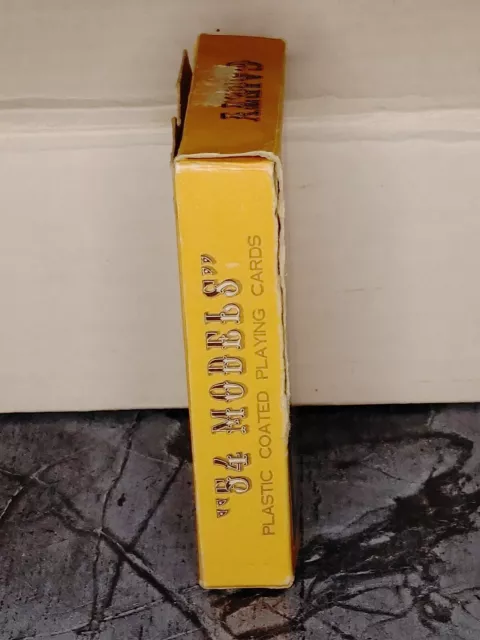 "54 MODELS"
PLASTIC COATED PLAYING CARDS